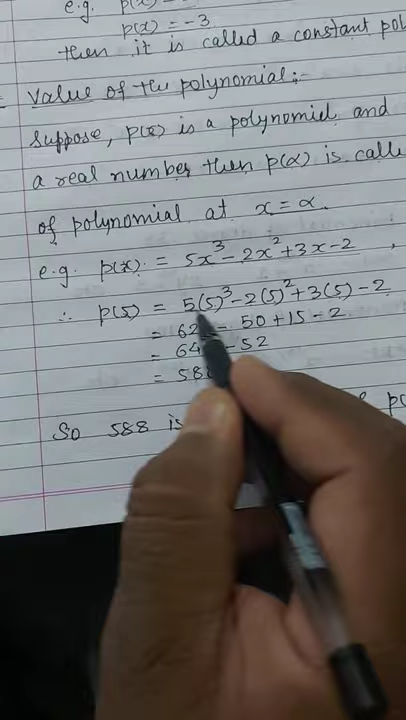 e.g. p(x)
p(x) = -3
then it is called a constant
Value of the polynomial:-
Suppose, p(x) is a polynomial and
a real number then p(α) is
of polynomial at x = α.
e.g. p(x) = 5x³ - 2x² + 3x - 2 ,
∴ p(5) = 5(5)³ - 2(5)² + 3(5) - 2
= - 50 + 15 - 2
= - 52
= 588
So 588 is